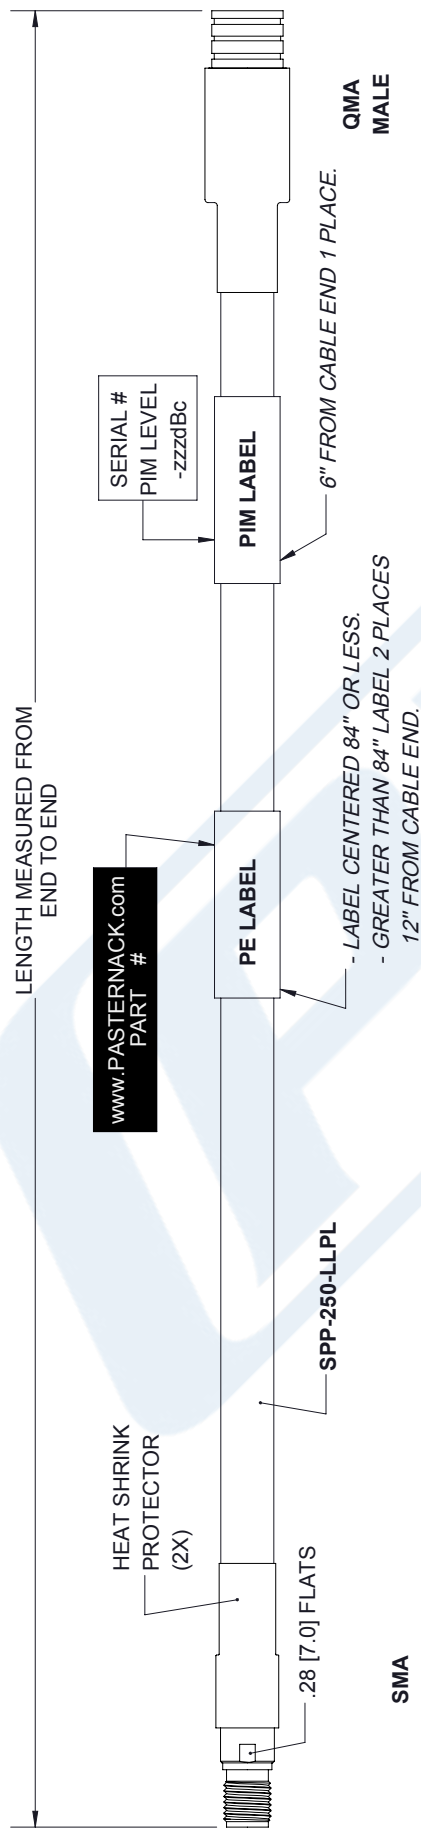 LENGTH MEASURED FROM
END TO END
HEAT SHRINK
PROTECTOR
(2X)
www.PASTERNACK.com
PART #
SERIAL #
PIM LEVEL
-zzzdBc
PE LABEL
PIM LABEL
.28 [7.0] FLATS
SPP-250-LLPL
- LABEL CENTERED 84" OR LESS.
- GREATER THAN 84" LABEL 2 PLACES
12" FROM CABLE END.
6" FROM CABLE END 1 PLACE.
SMA
QMA
MALE